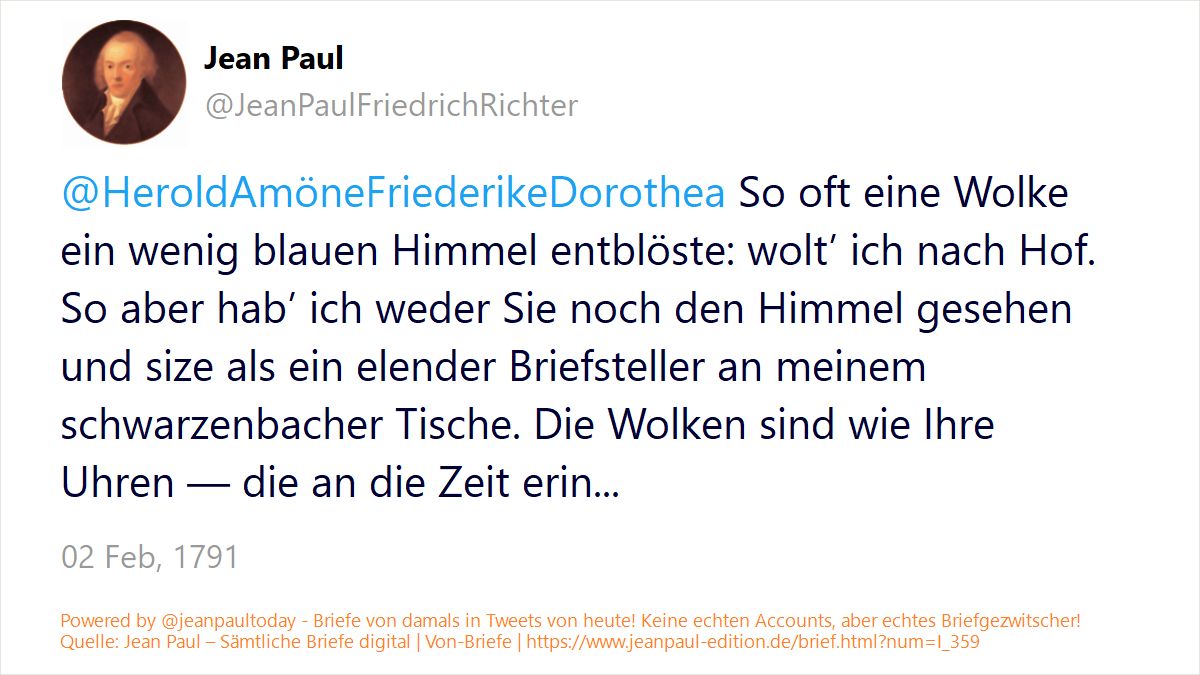 Jean Paul
@JeanPaulFriedrichRichter
@HeroldAmöneFriederikeDorothea So oft eine Wolke
ein wenig blauen Himmel entblöste: wolt’ ich nach Hof.
So aber hab’ ich weder Sie noch den Himmel gesehen
und size als ein elender Briefsteller an meinem
schwarzenbacher Tische. Die Wolken sind wie Ihre
Uhren — die an die Zeit erin...
02 Feb, 1791
Powered by @jeanpaultoday - Briefe von damals in Tweets von heute! Keine echten Accounts, aber echtes Briefgezwitscher!
Quelle: Jean Paul – Sämtliche Briefe digital | Von-Briefe | https://www.jeanpaul-edition.de/brief.html?num=I_359